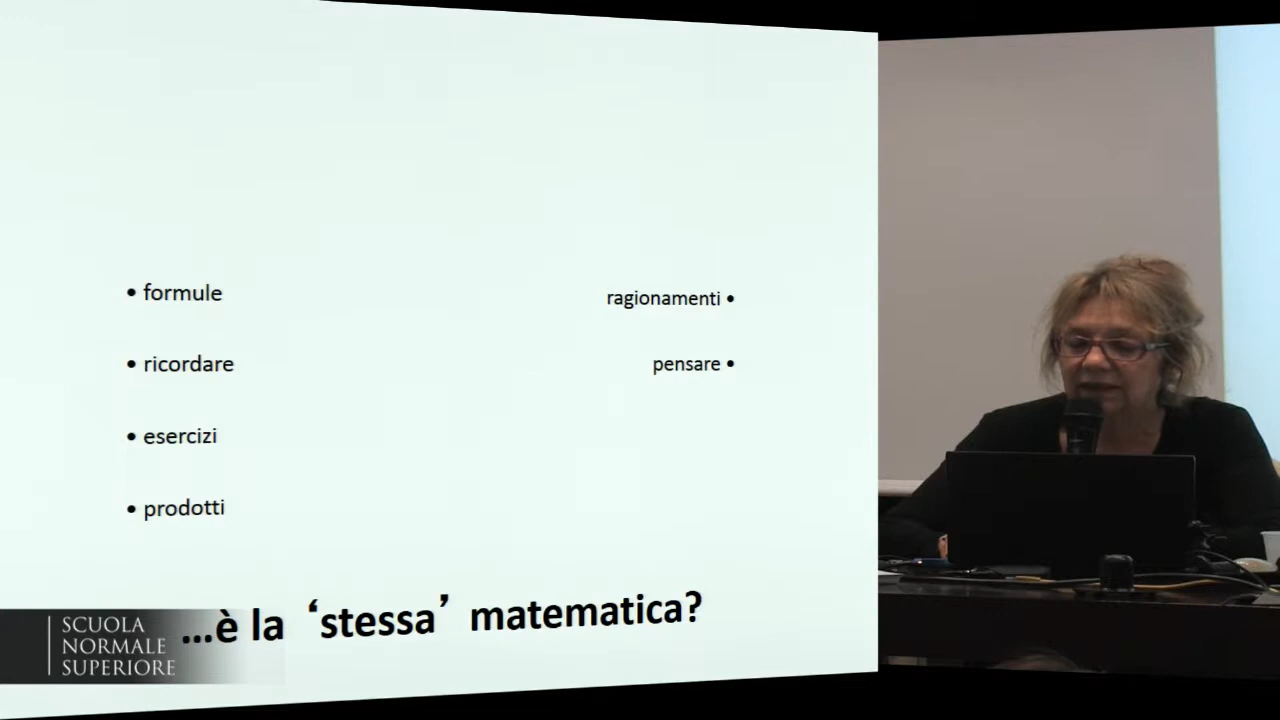 • formule
ragionamenti •
• ricordare
pensare •
• esercizi
• prodotti
...è la ‘stessa’ matematica?
SCUOLA
NORMALE
SUPERIORE